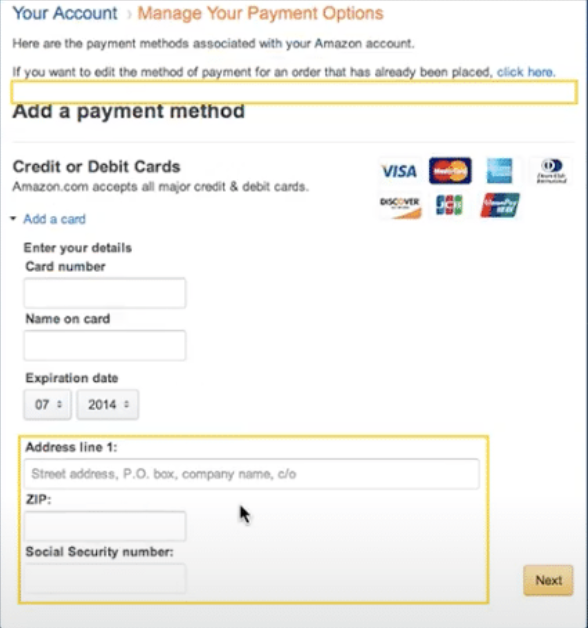 Your Account › Manage Your Payment Options
Here are the payment methods associated with your Amazon account.
If you want to edit the method of payment for an order that has already been placed, click here.
Add a payment method
Credit or Debit Cards
Amazon.com accepts all major credit & debit cards.
VISA MasterCard
DISCOVER JCB UnionPay
Add a card
Enter your details
Card number
Name on card
Expiration date
07 2014
Address line 1:
Street address, P.O. box, company name, c/o
ZIP:
Social Security number:
Next